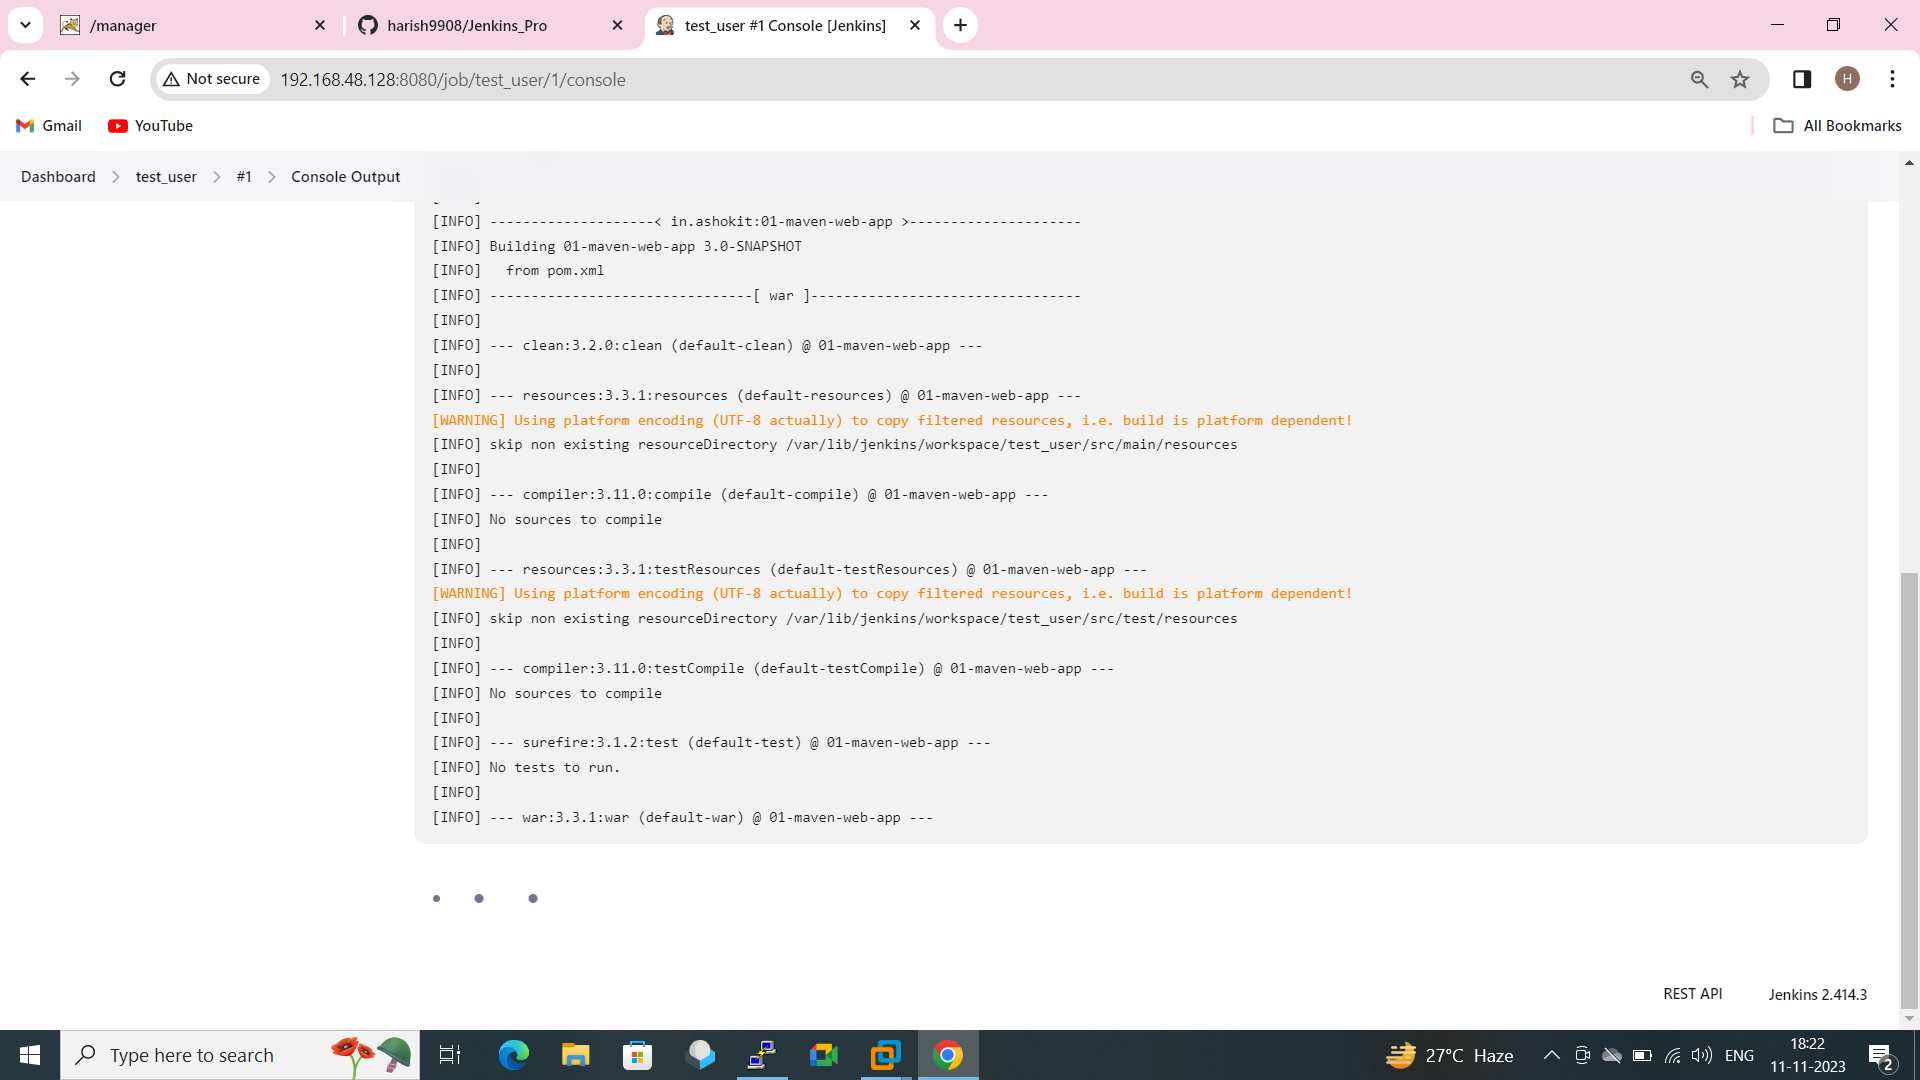 /manager
harish9908/Jenkins_Pro
test_user #1 Console [Jenkins]
Not secure
192.168.48.128:8080/job/test_user/1/console
H
Gmail
YouTube
All Bookmarks
Dashboard
test_user
#1
Console Output
[INFO] --------------------< in.ashokit:01-maven-web-app >---------------------
[INFO] Building 01-maven-web-app 3.0-SNAPSHOT
[INFO]   from pom.xml
[INFO] --------------------------------[ war ]---------------------------------
[INFO]
[INFO] --- clean:3.2.0:clean (default-clean) @ 01-maven-web-app ---
[INFO]
[INFO] --- resources:3.3.1:resources (default-resources) @ 01-maven-web-app ---
[WARNING] Using platform encoding (UTF-8 actually) to copy filtered resources, i.e. build is platform dependent!
[INFO] skip non existing resourceDirectory /var/lib/jenkins/workspace/test_user/src/main/resources
[INFO]
[INFO] --- compiler:3.11.0:compile (default-compile) @ 01-maven-web-app ---
[INFO] No sources to compile
[INFO]
[INFO] --- resources:3.3.1:testResources (default-testResources) @ 01-maven-web-app ---
[WARNING] Using platform encoding (UTF-8 actually) to copy filtered resources, i.e. build is platform dependent!
[INFO] skip non existing resourceDirectory /var/lib/jenkins/workspace/test_user/src/test/resources
[INFO]
[INFO] --- compiler:3.11.0:testCompile (default-testCompile) @ 01-maven-web-app ---
[INFO] No sources to compile
[INFO]
[INFO] --- surefire:3.1.2:test (default-test) @ 01-maven-web-app ---
[INFO] No tests to run.
[INFO]
[INFO] --- war:3.3.1:war (default-war) @ 01-maven-web-app ---
REST API
Jenkins 2.414.3
Type here to search
27°C Haze
ENG
18:22
11-11-2023
2